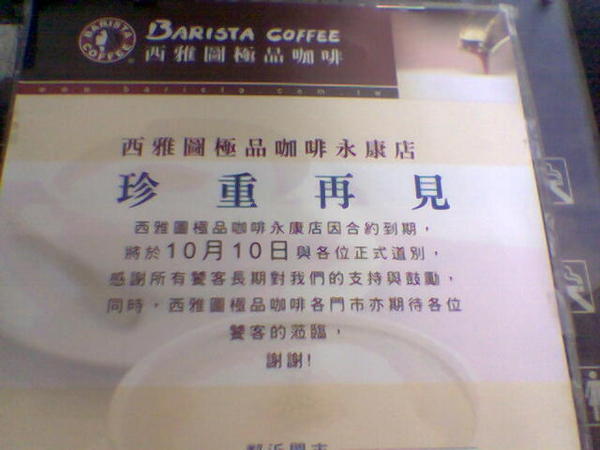 BARISTA COFFEE
BARISTA COFFEE
西雅圖極品咖啡
www.barista.com.tw
西雅圖極品咖啡永康店
珍重再見
西雅圖極品咖啡永康店因合約到期，
將於10月10日與各位正式道別，
感謝所有饕客長期對我們的支持與鼓勵，
同時，西雅圖極品咖啡各門市亦期待各位
饕客的蒞臨，
謝謝！